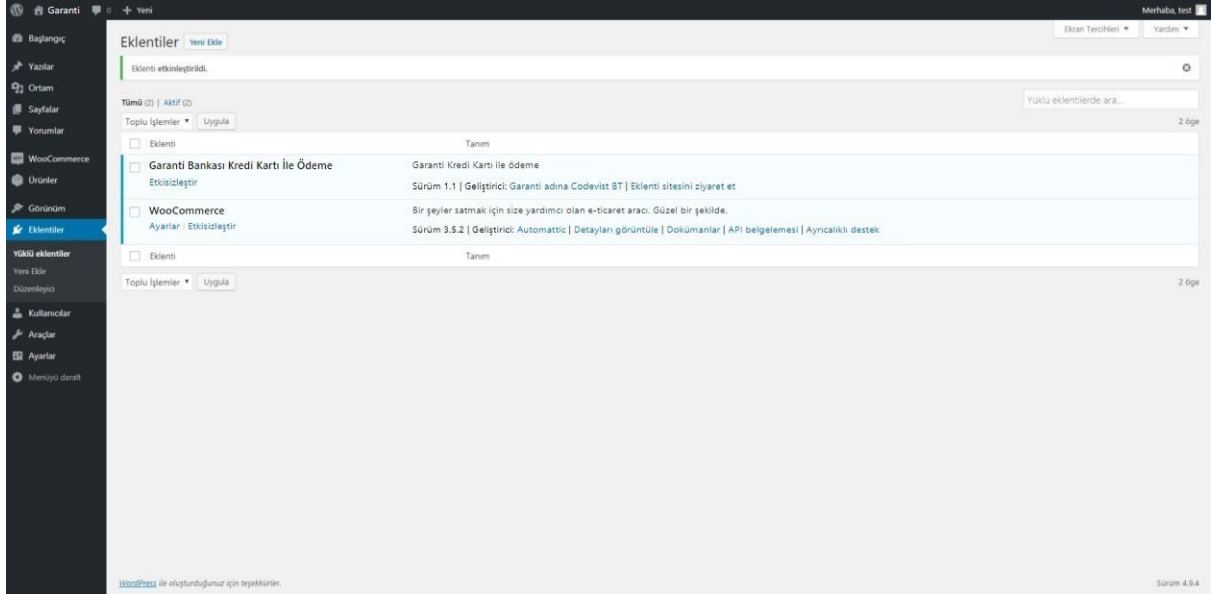 Garanti 0 + Yeni Merhaba, test
Başlangıç
Yazılar
Ortam
Sayfalar
Yorumlar
WooCommerce
Ürünler
Görünüm
Eklentiler
Yüklü eklentiler
Yeni Ekle
Düzenleyici
Kullanıcılar
Araçlar
Ayarlar
Menüyü daralt
Ekran Tercihleri ▼ Yardım ▼
Eklentiler Yeni Ekle
Eklenti etkinleştirildi.
Tümü (2) | Aktif (2)
Yüklü eklentilerde ara...
Toplu İşlemler ▼ Uygula 2 öge
Eklenti Tanım
Garanti Bankası Kredi Kartı İle Ödeme Garanti Kredi Kartı ile ödeme
Etkisizleştir Sürüm 1.1 | Geliştirici: Garanti adına Codevist BT | Eklenti sitesini ziyaret et
WooCommerce Bir şeyler satmak için size yardımcı olan e-ticaret aracı. Güzel bir şekilde.
Ayarlar | Etkisizleştir Sürüm 3.5.2 | Geliştirici: Automattic | Detayları görüntüle | Dokümanlar | API belgelemesi | Ayrıcalıklı destek
Eklenti Tanım
Toplu İşlemler ▼ Uygula 2 öge
WordPress ile oluşturduğunuz için teşekkürler. Sürüm 4.9.4